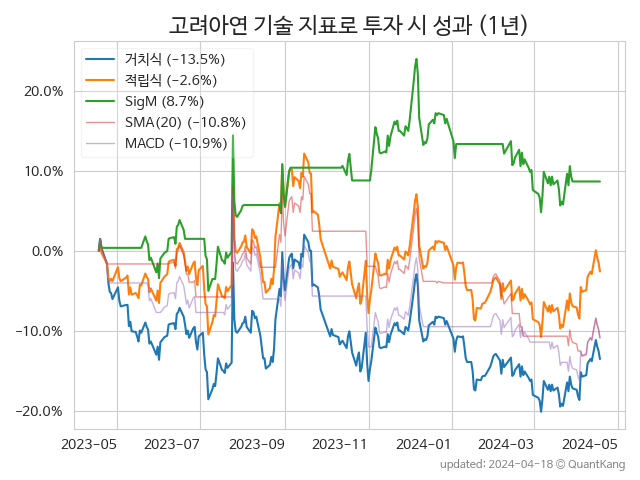 고려아연 기술 지표로 투자 시 성과 (1년)
거치식 (−13.5%)
적립식 (−2.6%)
SigM (8.7%)
SMA(20) (−10.8%)
MACD (−10.9%)
20.0%
10.0%
0.0%
−10.0%
−20.0%
2023-05 2023-07 2023-09 2023-11 2024-01 2024-03 2024-05
updated: 2024-04-18 © QuantKang